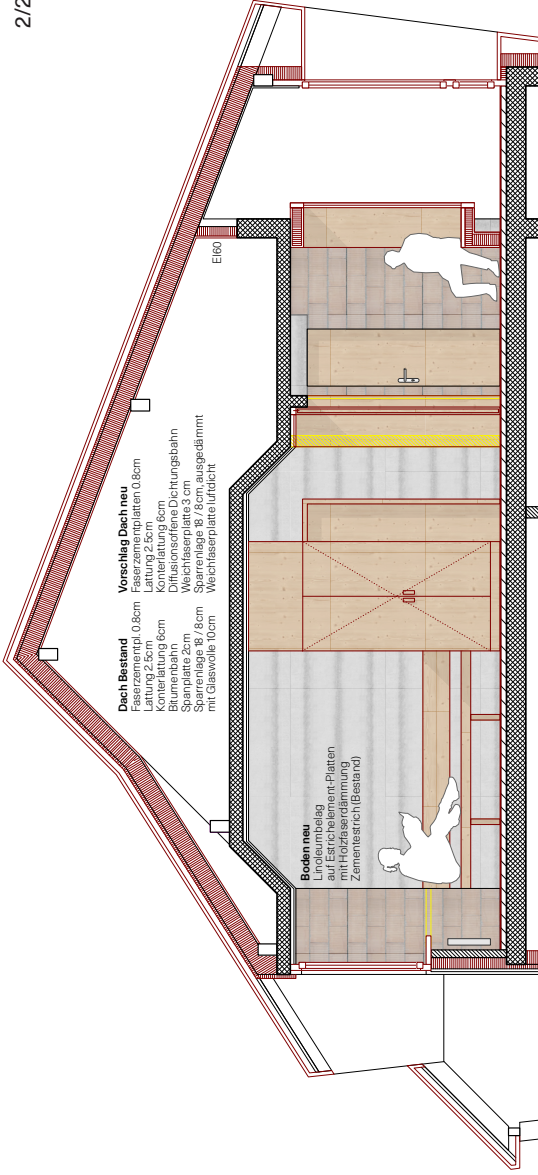 2/2
EI60
Dach Bestand
Faserzementpl. 0.8cm
Lattung 2.5cm
Konterlattung 6cm
Bitumenbahn
Spanplatte 2cm
Sparrenlage 18 / 8cm
mit Glaswolle 10cm
Vorschlag Dach neu
Faserzementplatten 0.8cm
Lattung 2.5cm
Konterlattung 6cm
Diffusionsoffene Dichtungsbahn
Weichfaserplatte 3 cm
Sparrenlage 18 / 8cm, ausgedämmt
Weichfaserplatte luftdicht
Boden neu
Linoleumbelag
auf Estrichelement-Platten
mit Holzfaserdämmung
Zementestrich (Bestand)